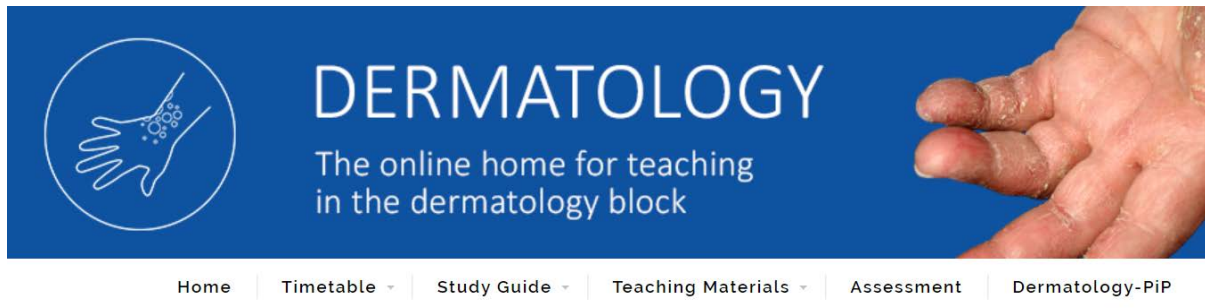 DERMATOLOGY
The online home for teaching
in the dermatology block
Home Timetable Study Guide Teaching Materials Assessment Dermatology-PiP